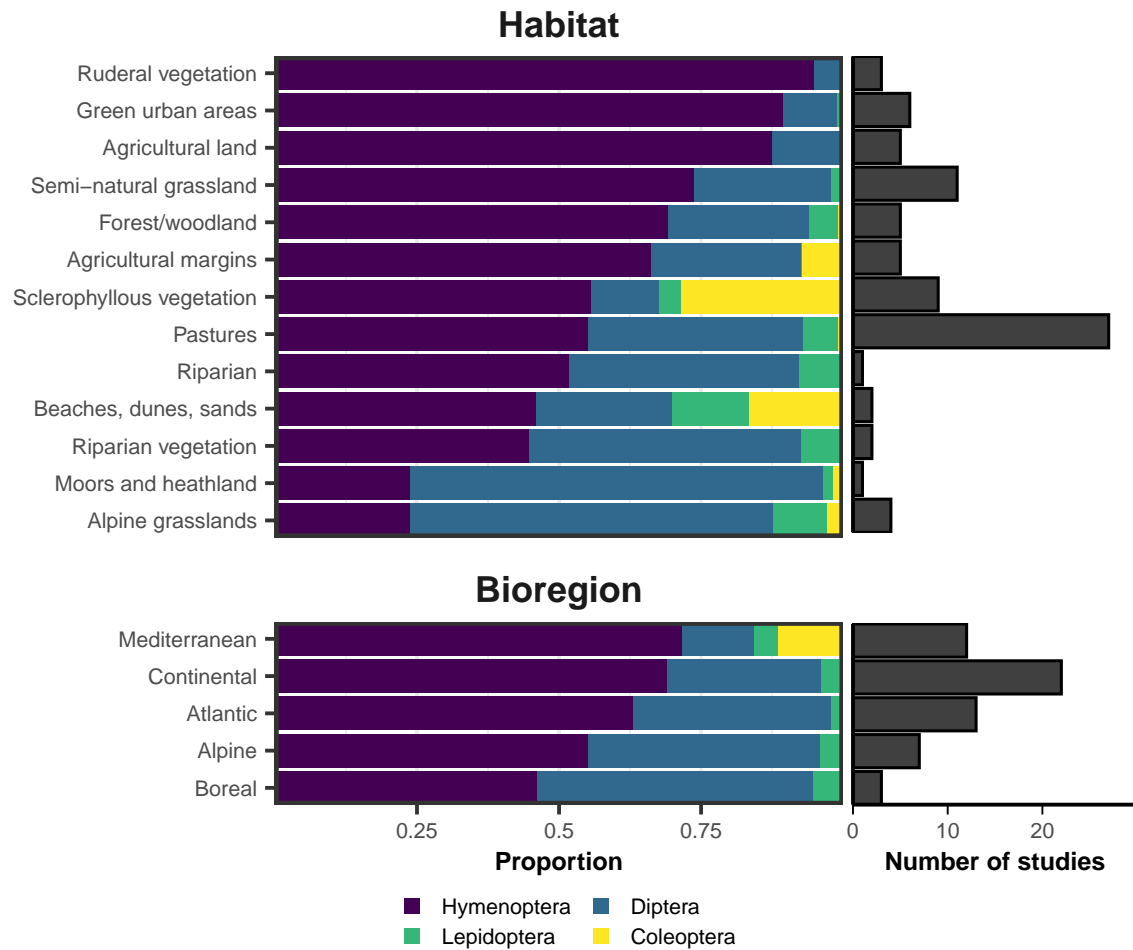 Habitat
Ruderal vegetation
Green urban areas
Agricultural land
Semi−natural grassland
Forest/woodland
Agricultural margins
Sclerophyllous vegetation
Pastures
Riparian
Beaches, dunes, sands
Riparian vegetation
Moors and heathland
Alpine grasslands
Bioregion
Mediterranean
Continental
Atlantic
Alpine
Boreal
0.25 0.5 0.75 0 10 20
Proportion Number of studies
Hymenoptera Diptera
Lepidoptera Coleoptera